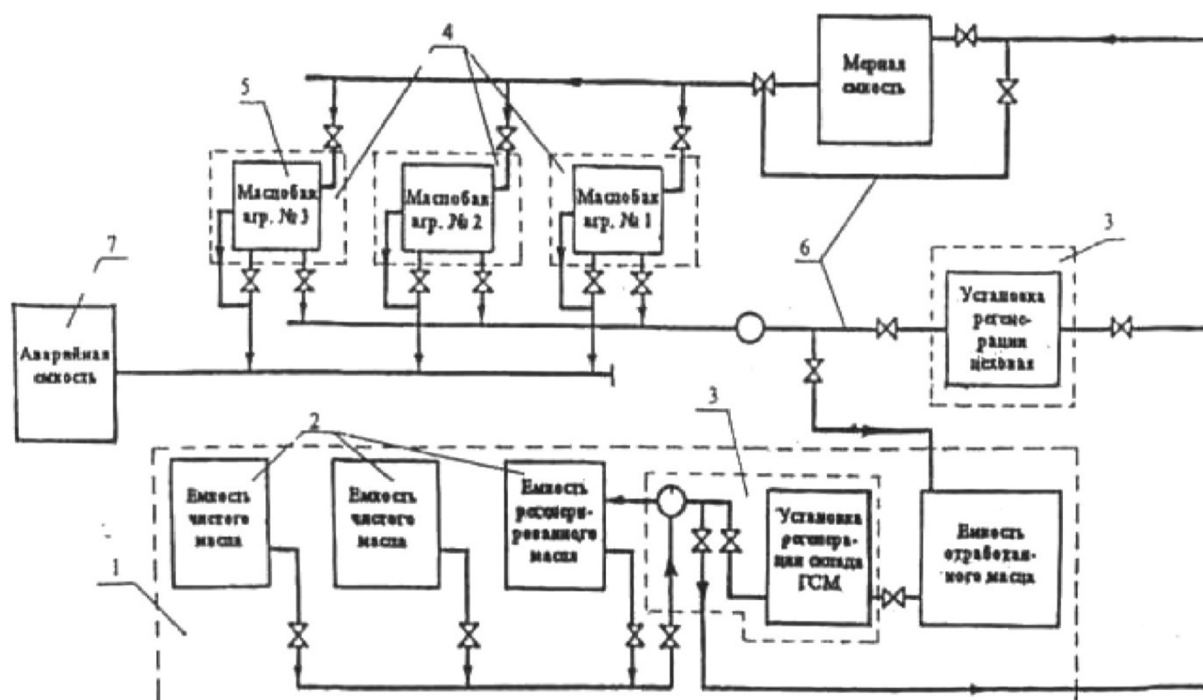 4
Мерная
емкость
5
Маслобак
агр. № 3
Маслобак
агр. № 2
Маслобак
агр. № 1
7
6
3
Аварийная
емкость
Установка
регене-
рации
цеховая
2
3
Емкость
чистого
масла
Емкость
чистого
масла
Емкость
регенери-
рованного
масла
Установка
регенера-
ции склада
ГСМ
Емкость
отработан-
ного масла
1